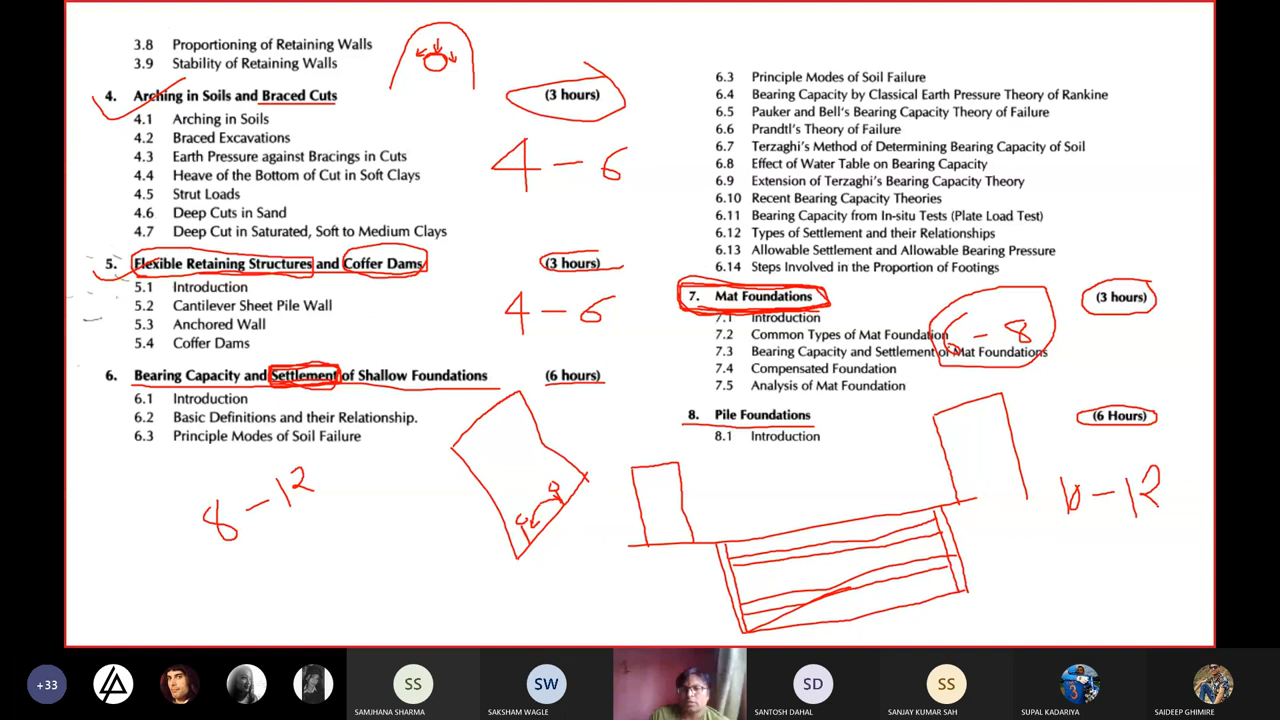 3.8 Proportioning of Retaining Walls
3.9 Stability of Retaining Walls
4. Arching in Soils and Braced Cuts (3 hours)
4.1 Arching in Soils
4.2 Braced Excavations
4.3 Earth Pressure against Bracings in Cuts
4.4 Heave of the Bottom of Cut in Soft Clays
4.5 Strut Loads
4.6 Deep Cuts in Sand
4.7 Deep Cut in Saturated, Soft to Medium Clays
4 - 6
5. Flexible Retaining Structures and Coffer Dams (3 hours)
5.1 Introduction
5.2 Cantilever Sheet Pile Wall
5.3 Anchored Wall
5.4 Coffer Dams
4 - 6
6. Bearing Capacity and Settlement of Shallow Foundations (6 hours)
6.1 Introduction
6.2 Basic Definitions and their Relationship.
6.3 Principle Modes of Soil Failure
8 - 12
6.3 Principle Modes of Soil Failure
6.4 Bearing Capacity by Classical Earth Pressure Theory of Rankine
6.5 Pauker and Bell's Bearing Capacity Theory of Failure
6.6 Prandtl's Theory of Failure
6.7 Terzaghi's Method of Determining Bearing Capacity of Soil
6.8 Effect of Water Table on Bearing Capacity
6.9 Extension of Terzaghi's Bearing Capacity Theory
6.10 Recent Bearing Capacity Theories
6.11 Bearing Capacity from In-situ Tests (Plate Load Test)
6.12 Types of Settlement and their Relationships
6.13 Allowable Settlement and Allowable Bearing Pressure
6.14 Steps Involved in the Proportion of Footings
7. Mat Foundations (3 hours)
7.1 Introduction
7.2 Common Types of Mat Foundation
7.3 Bearing Capacity and Settlement of Mat Foundations
7.4 Compensated Foundation
7.5 Analysis of Mat Foundation
6 - 8
8. Pile Foundations (6 Hours)
8.1 Introduction
10 - 12
+33
SS
SW
SD
SS
SAMJHANA SHARMA
SAKSHAM WAGLE
SANTOSH DAHAL
SANJAY KUMAR SAH
SUPAL KADARIYA
SAIDEEP GHIMIRE